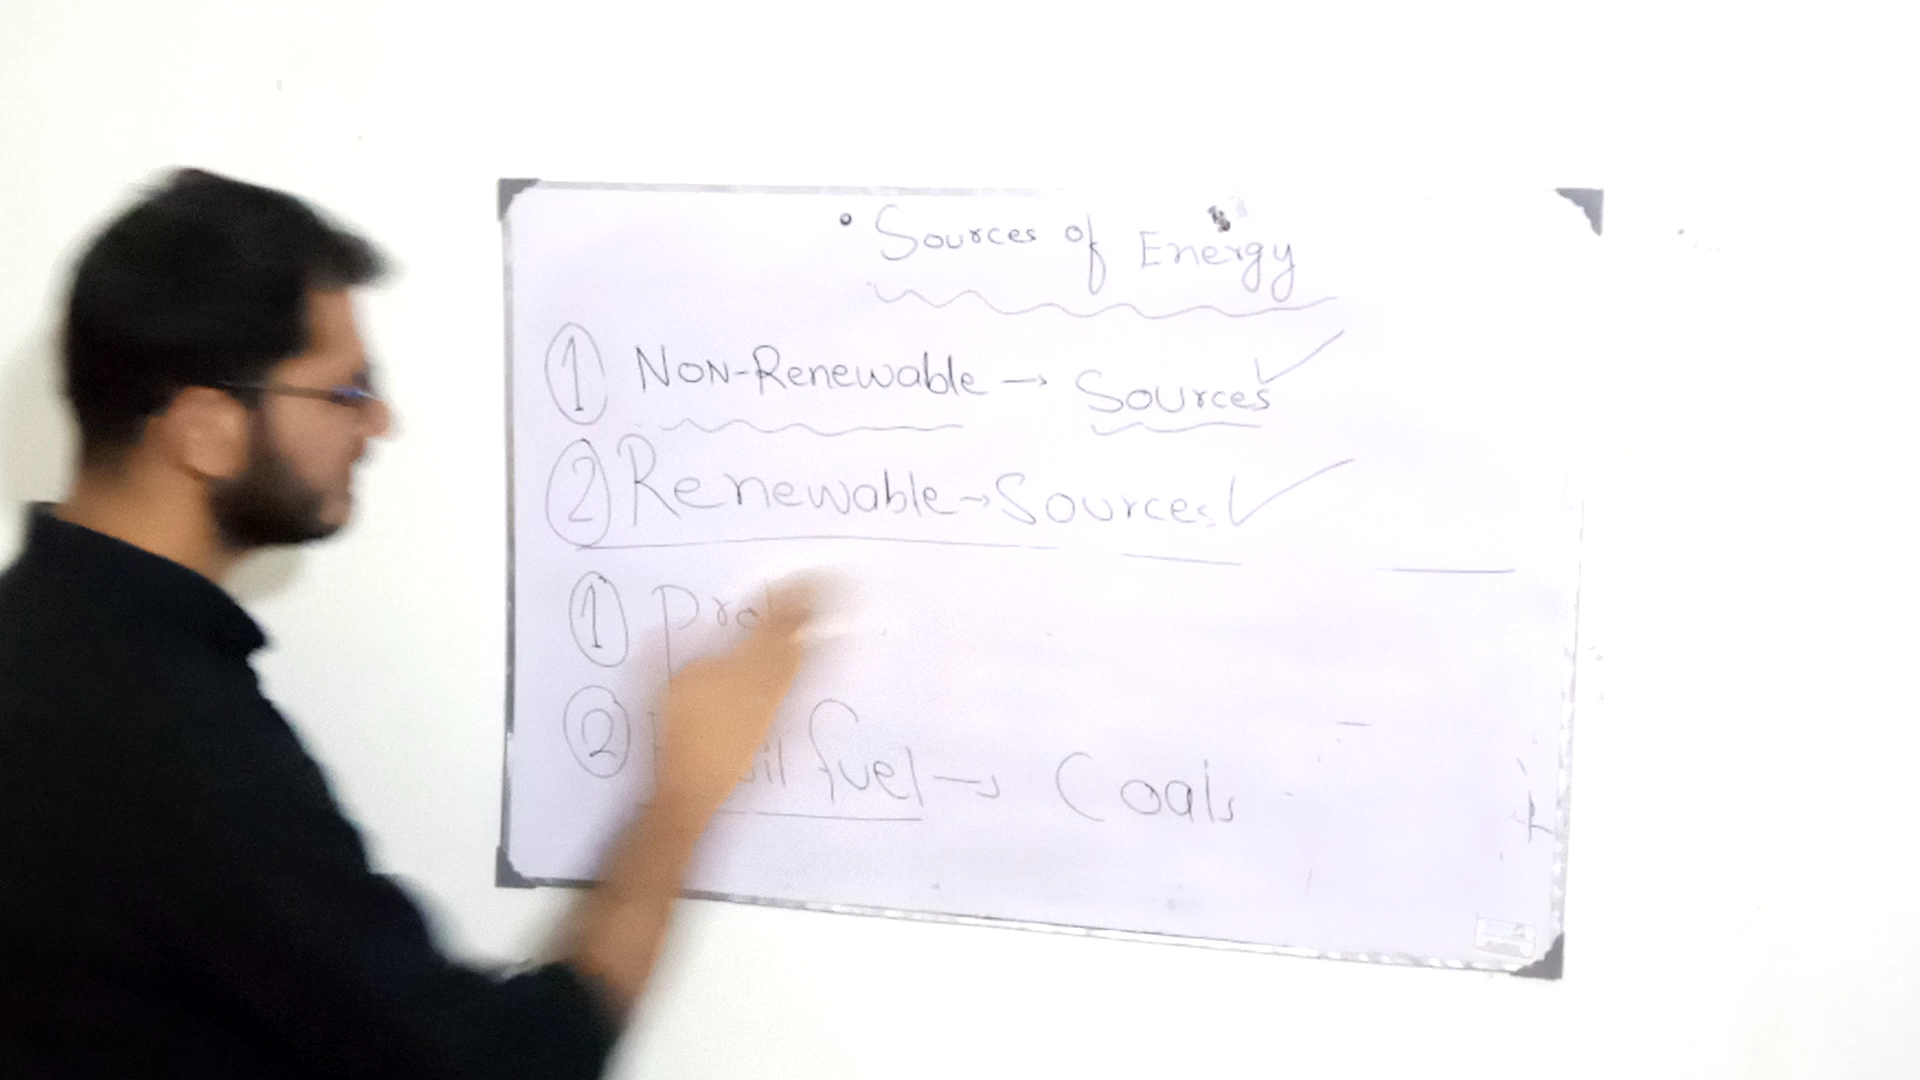 • Sources of Energy
① Non-Renewable → Sources ✓
② Renewable → Sources ✓
①
② fuel → Coals